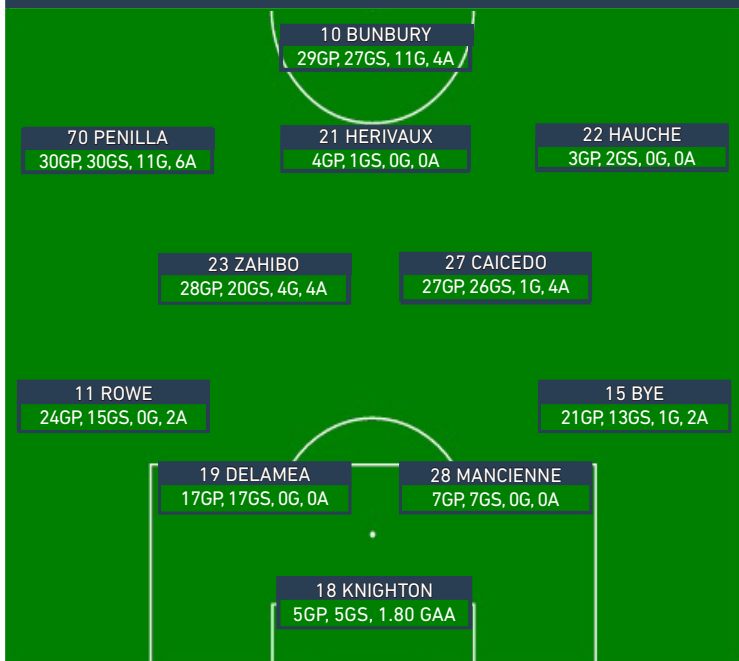 10 BUNBURY
29GP, 27GS, 11G, 4A
70 PENILLA
30GP, 30GS, 11G, 6A
21 HERIVAUX
4GP, 1GS, 0G, 0A
22 HAUCHE
3GP, 2GS, 0G, 0A
23 ZAHIBO
28GP, 20GS, 4G, 4A
27 CAICEDO
27GP, 26GS, 1G, 4A
11 ROWE
24GP, 15GS, 0G, 2A
15 BYE
21GP, 13GS, 1G, 2A
19 DELAMEA
17GP, 17GS, 0G, 0A
28 MANCIENNE
7GP, 7GS, 0G, 0A
18 KNIGHTON
5GP, 5GS, 1.80 GAA